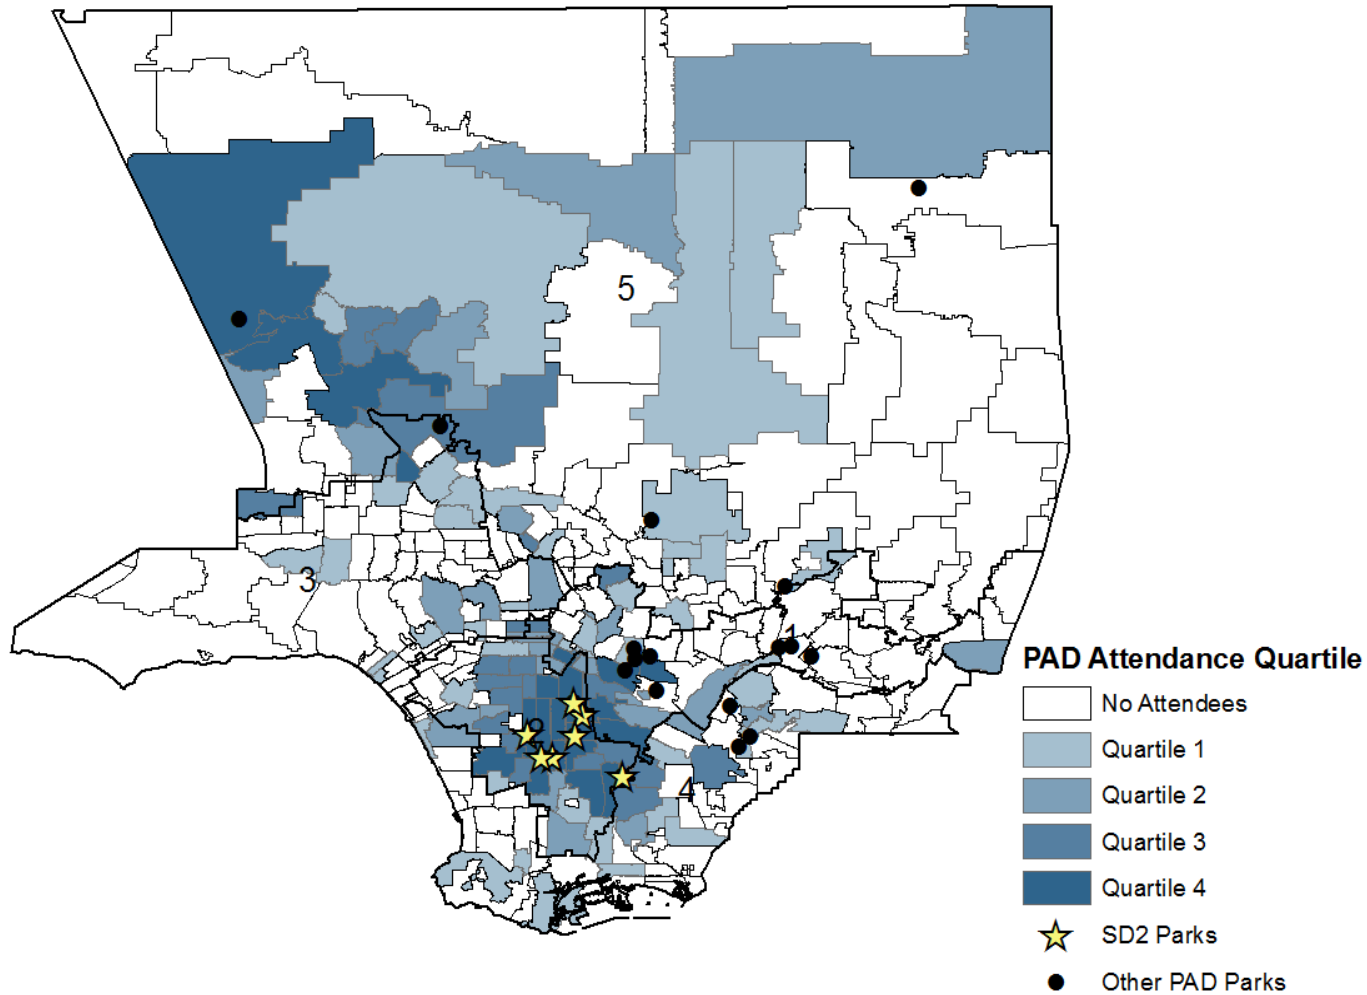 5
3
1
2
4
PAD Attendance Quartile
No Attendees
Quartile 1
Quartile 2
Quartile 3
Quartile 4
SD2 Parks
Other PAD Parks